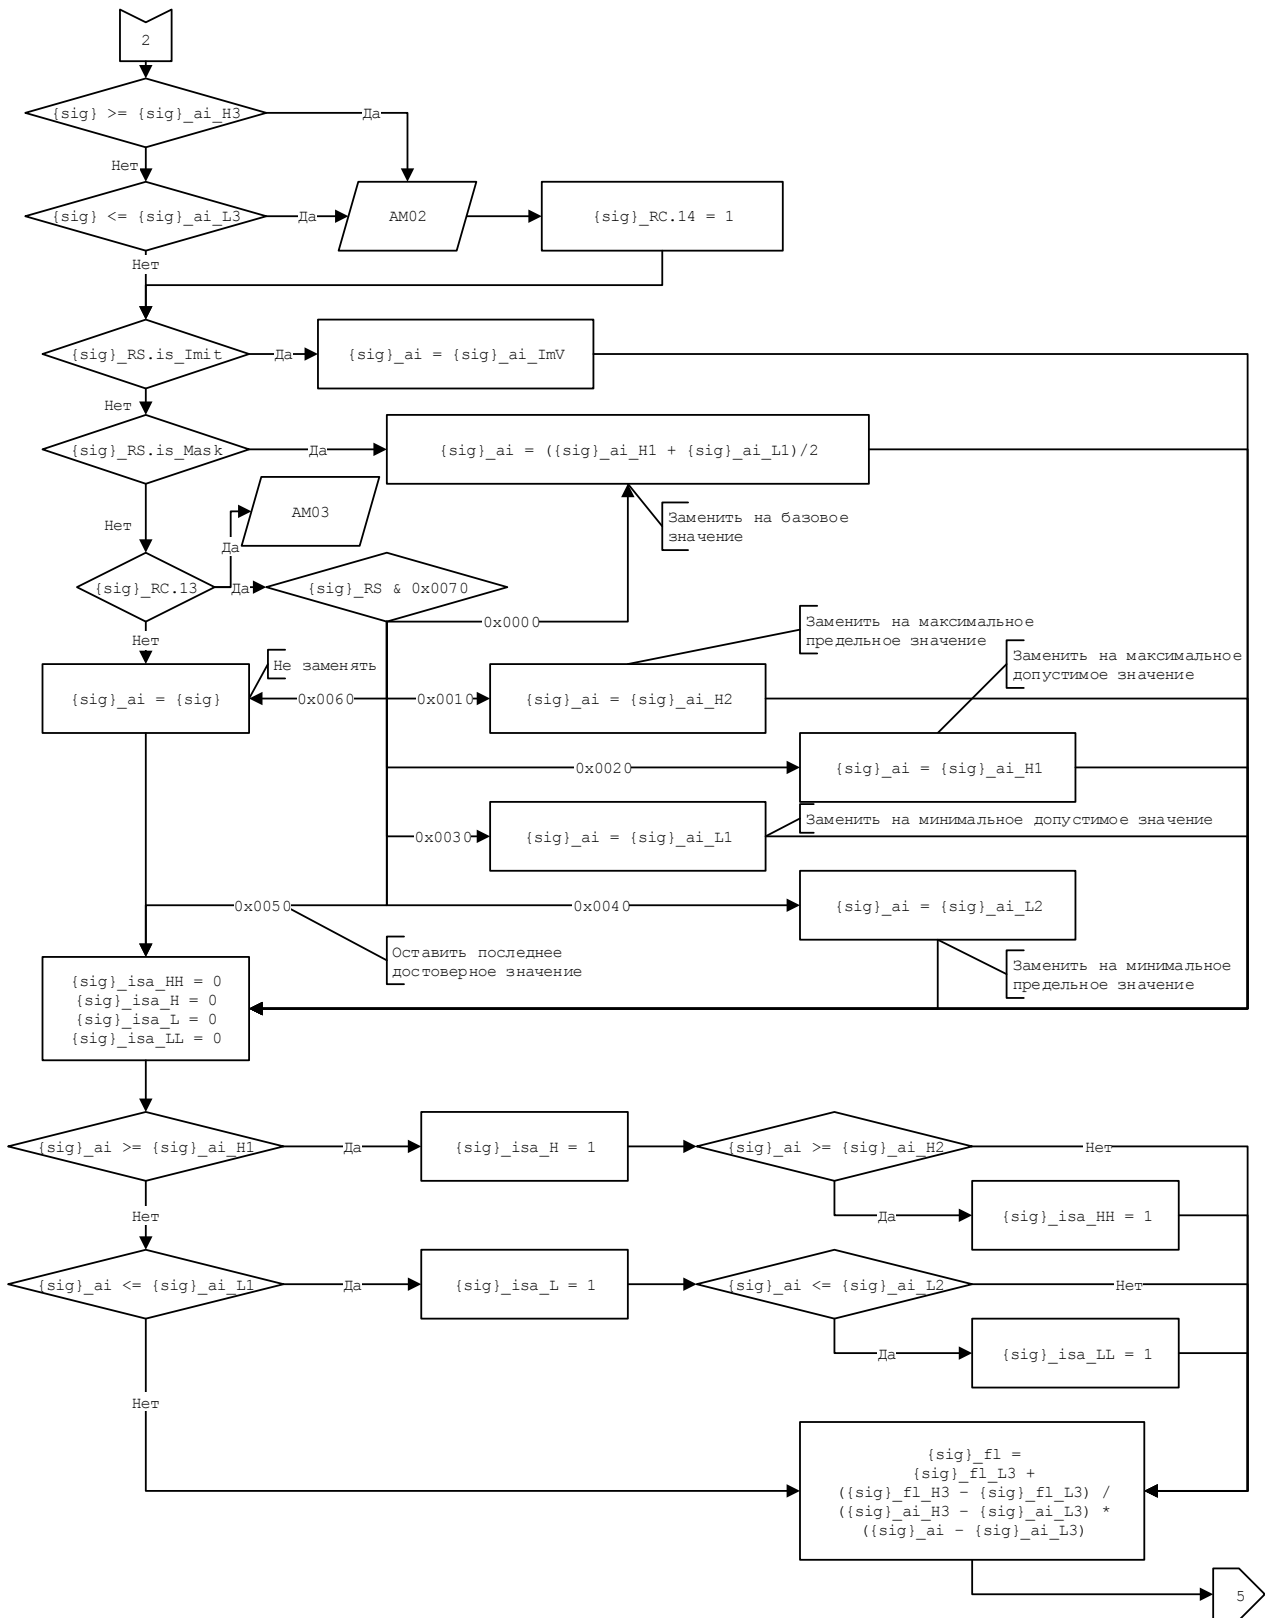 2
{sig} >= {sig}_ai_H3
Да
Нет
{sig} <= {sig}_ai_L3
Да
AM02
{sig}_RC.14 = 1
Нет
{sig}_RS.is_Imit
Да
{sig}_ai = {sig}_ai_ImV
Нет
{sig}_RS.is_Mask
Да
{sig}_ai = ({sig}_ai_H1 + {sig}_ai_L1)/2
AM03
Заменить на базовое
значение
Нет
Да
{sig}_RC.13
Да
{sig}_RS & 0x0070
0x0000
Заменить на максимальное
предельное значение
Нет
Не заменять
Заменить на максимальное
допустимое значение
{sig}_ai = {sig}
0x0060
0x0010
{sig}_ai = {sig}_ai_H2
0x0020
{sig}_ai = {sig}_ai_H1
Заменить на минимальное допустимое значение
0x0030
{sig}_ai = {sig}_ai_L1
0x0050
0x0040
{sig}_ai = {sig}_ai_L2
Оставить последнее
достоверное значение
Заменить на минимальное
предельное значение
{sig}_isa_HH = 0
{sig}_isa_H = 0
{sig}_isa_L = 0
{sig}_isa_LL = 0
{sig}_ai >= {sig}_ai_H1
Да
{sig}_isa_H = 1
{sig}_ai >= {sig}_ai_H2
Нет
Нет
Да
{sig}_isa_HH = 1
{sig}_ai <= {sig}_ai_L1
Да
{sig}_isa_L = 1
{sig}_ai <= {sig}_ai_L2
Нет
Да
{sig}_isa_LL = 1
Нет
{sig}_fl =
{sig}_fl_L3 +
({sig}_fl_H3 - {sig}_fl_L3) /
({sig}_ai_H3 - {sig}_ai_L3) *
({sig}_ai - {sig}_ai_L3)
5